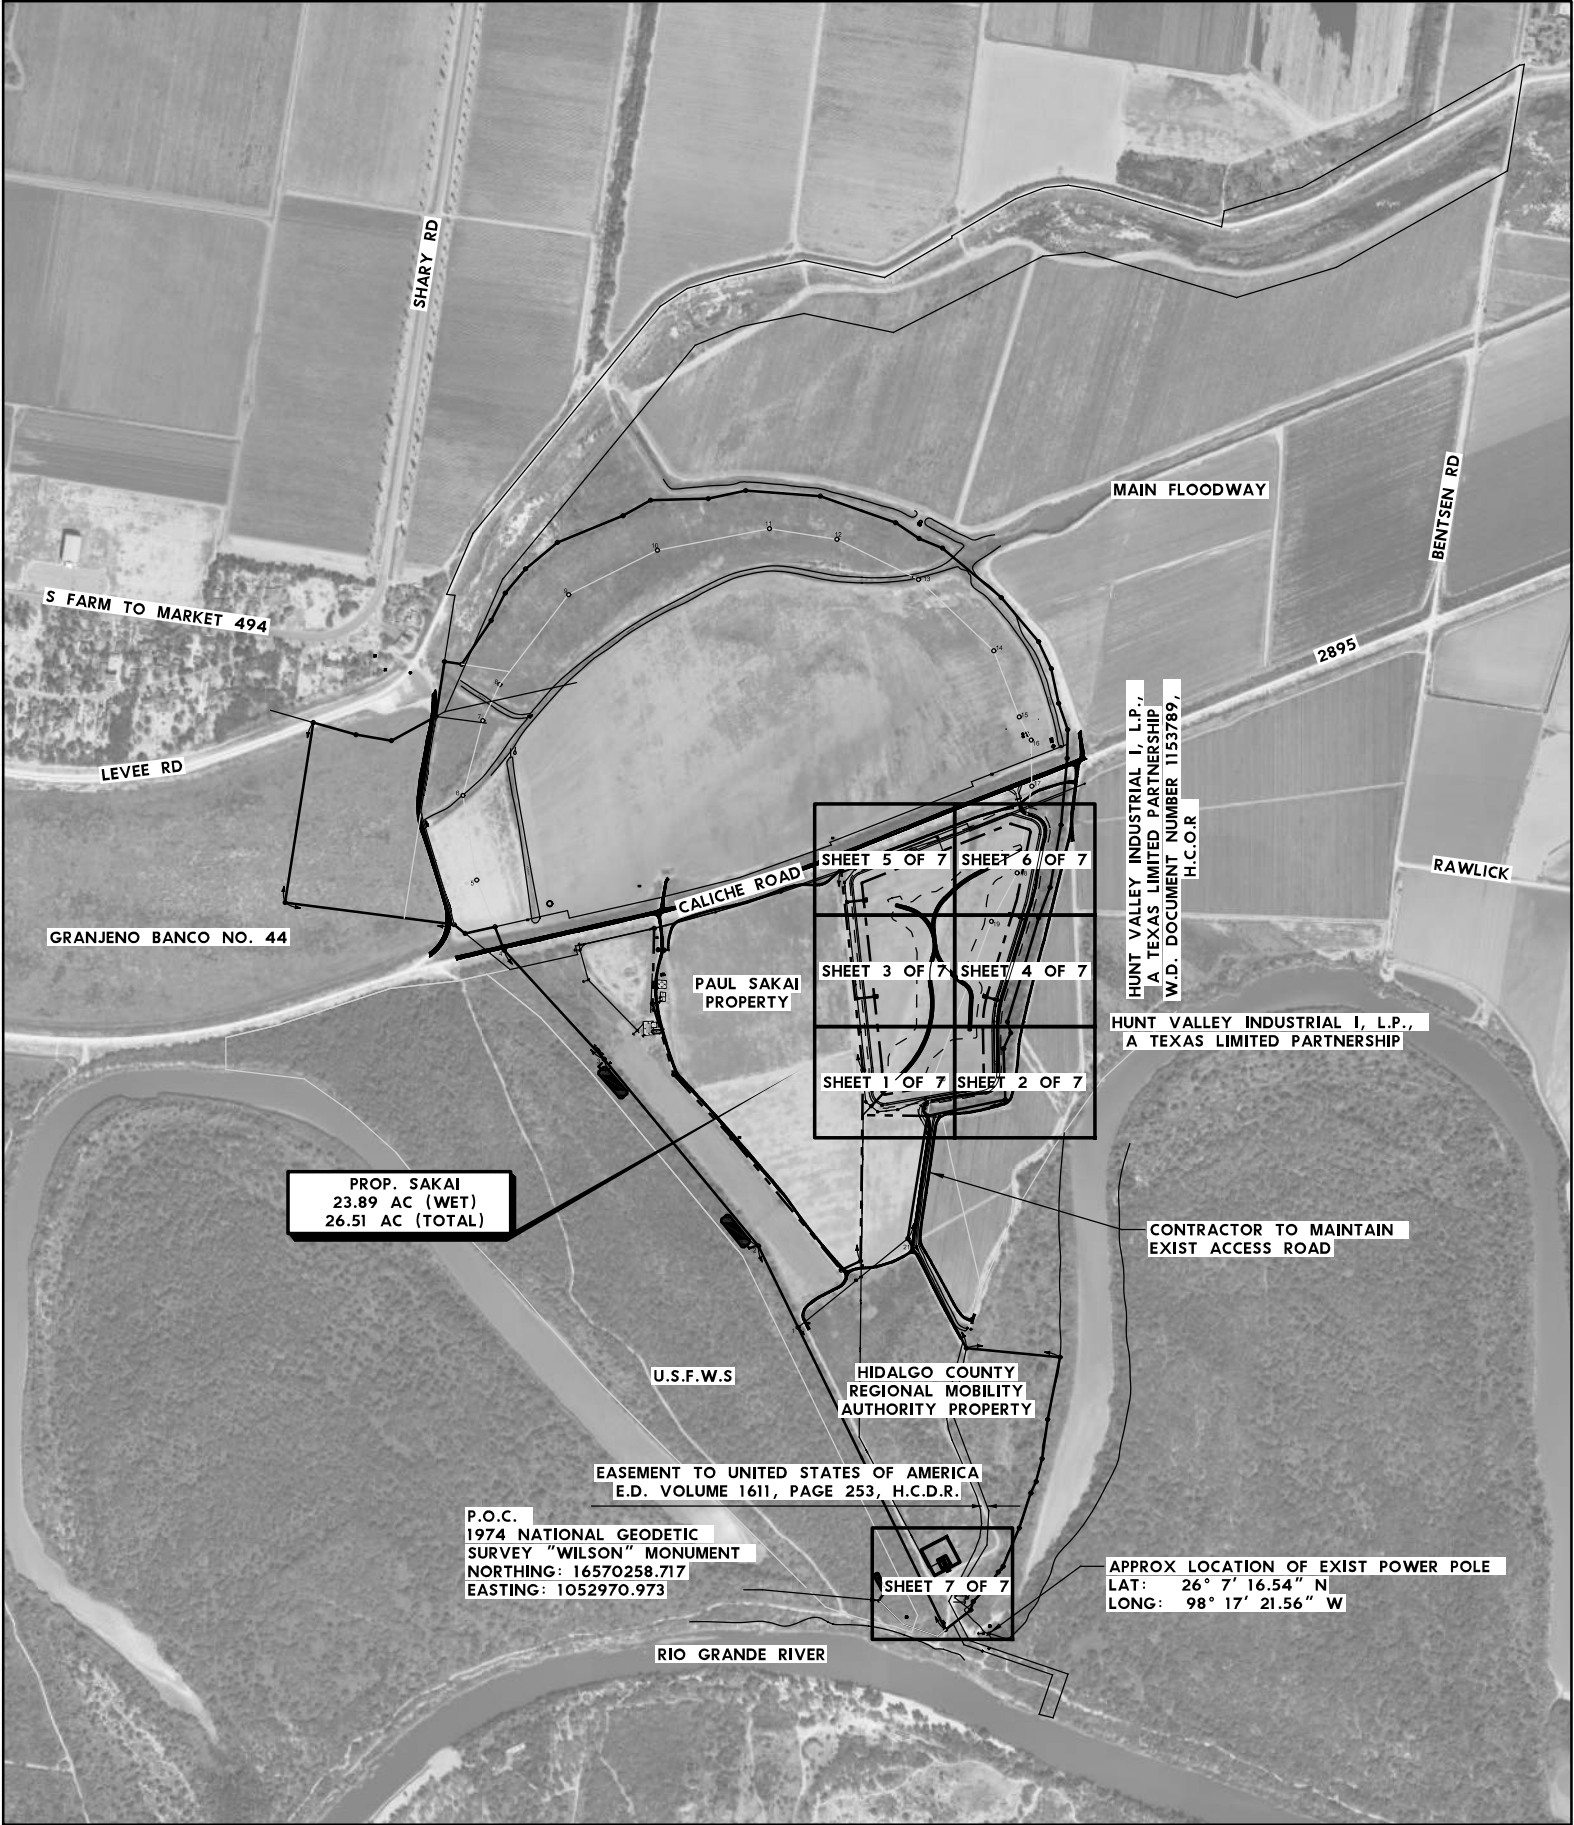 SHARY RD
MAIN FLOODWAY
BENTSEN RD
S FARM TO MARKET 494
2895
LEVEE RD
HUNT VALLEY INDUSTRIAL I, L.P.,
A TEXAS LIMITED PARTNERSHIP
W.D. DOCUMENT NUMBER 1153789,
H.C.O.R
RAWLICK
CALICHE ROAD
SHEET 5 OF 7
SHEET 6 OF 7
GRANJENO BANCO NO. 44
PAUL SAKAI
PROPERTY
SHEET 3 OF 7
SHEET 4 OF 7
HUNT VALLEY INDUSTRIAL I, L.P.,
A TEXAS LIMITED PARTNERSHIP
SHEET 1 OF 7
SHEET 2 OF 7
PROP. SAKAI
23.89 AC (WET)
26.51 AC (TOTAL)
CONTRACTOR TO MAINTAIN
EXIST ACCESS ROAD
U.S.F.W.S
HIDALGO COUNTY
REGIONAL MOBILITY
AUTHORITY PROPERTY
EASEMENT TO UNITED STATES OF AMERICA
E.D. VOLUME 1611, PAGE 253, H.C.D.R.
P.O.C.
1974 NATIONAL GEODETIC
SURVEY "WILSON" MONUMENT
NORTHING: 16570258.717
EASTING: 1052970.973
SHEET 7 OF 7
APPROX LOCATION OF EXIST POWER POLE
LAT: 26° 7' 16.54" N
LONG: 98° 17' 21.56" W
RIO GRANDE RIVER